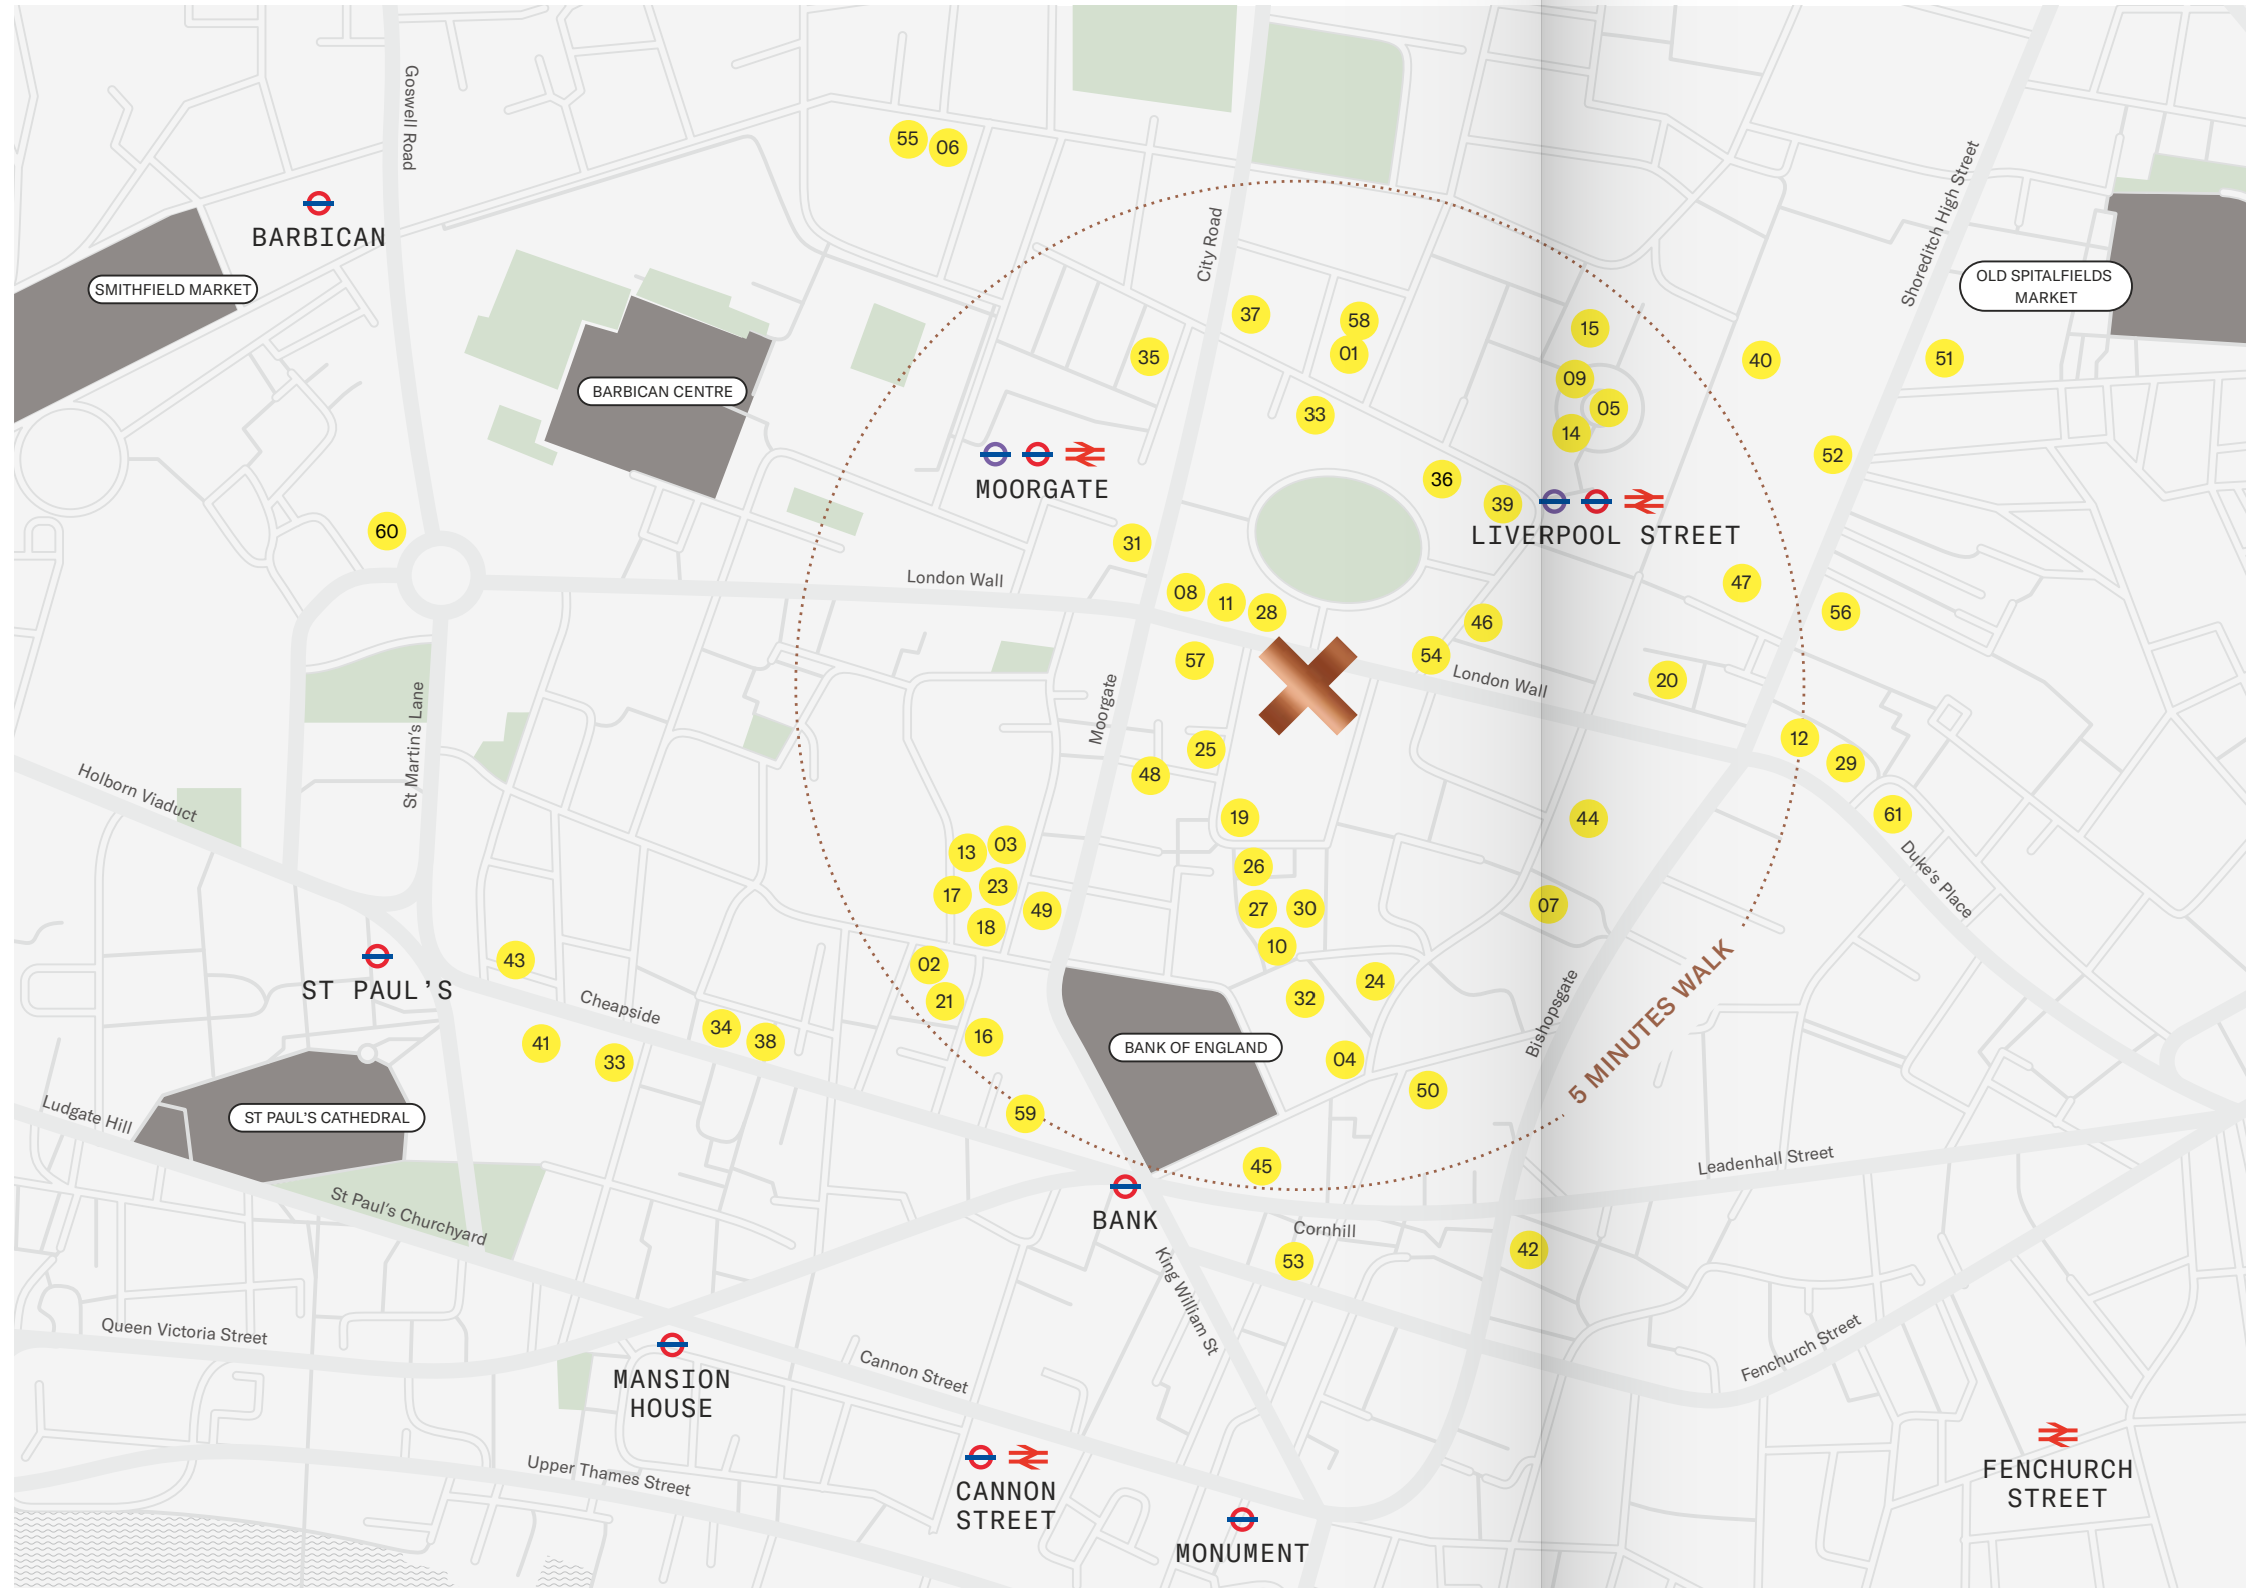 Goswell Road
55
06
BARBICAN
SMITHFIELD MARKET
City Road
Shoreditch High Street
OLD SPITALFIELDS
MARKET
37
58
01
35
15
40
51
BARBICAN CENTRE
09
05
33
14
52
MOORGATE
36
39
LIVERPOOL STREET
60
31
London Wall
08
11
28
47
56
46
57
54
London Wall
20
St Martin's Lane
Moorgate
12
29
25
48
Holborn Viaduct
19
44
61
13
03
26
Duke's Place
17
23
49
27
30
07
18
10
43
02
ST PAUL'S
21
24
32
5 MINUTES WALK
Cheapside
34
38
16
Bishopsgate
41
33
BANK OF ENGLAND
04
50
Ludgate Hill
ST PAUL'S CATHEDRAL
59
45
Leadenhall Street
St Paul's Churchyard
BANK
Cornhill
53
42
King William St
Queen Victoria Street
MANSION
HOUSE
Cannon Street
Fenchurch Street
Upper Thames Street
CANNON
STREET
FENCHURCH
STREET
MONUMENT